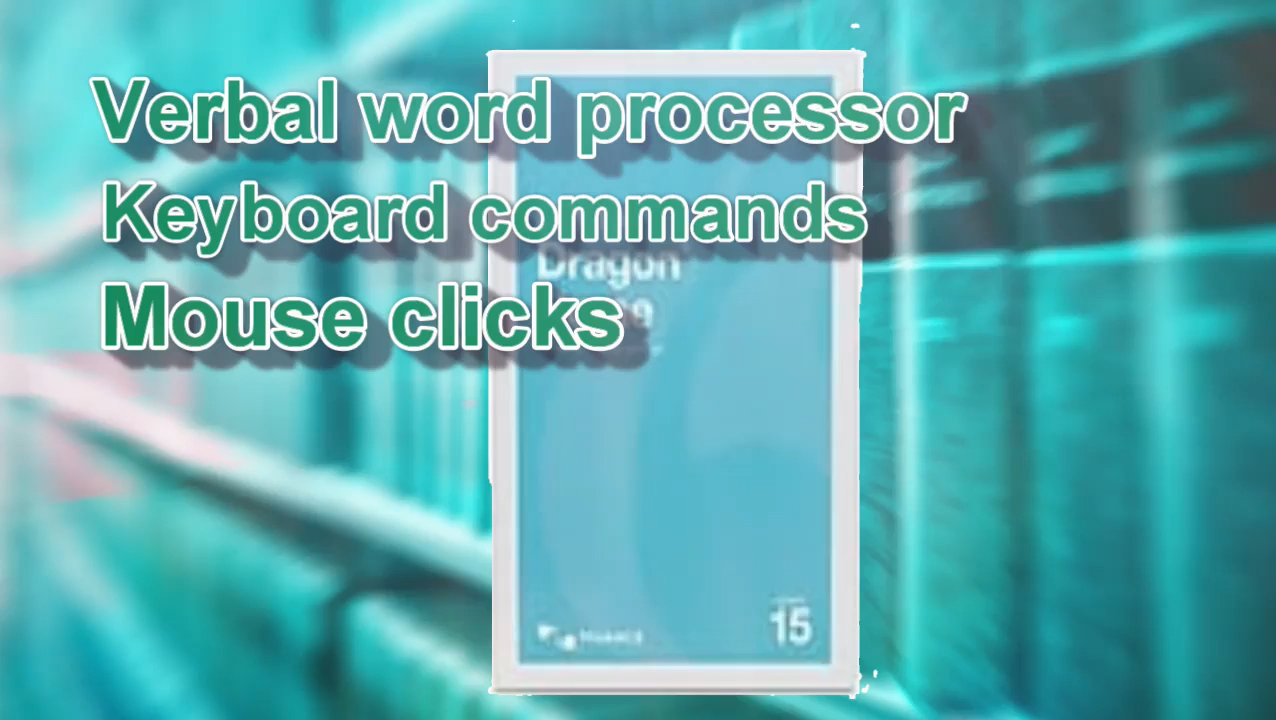 Verbal word processor
Keyboard commands
Dragon
Mouse clicks
15